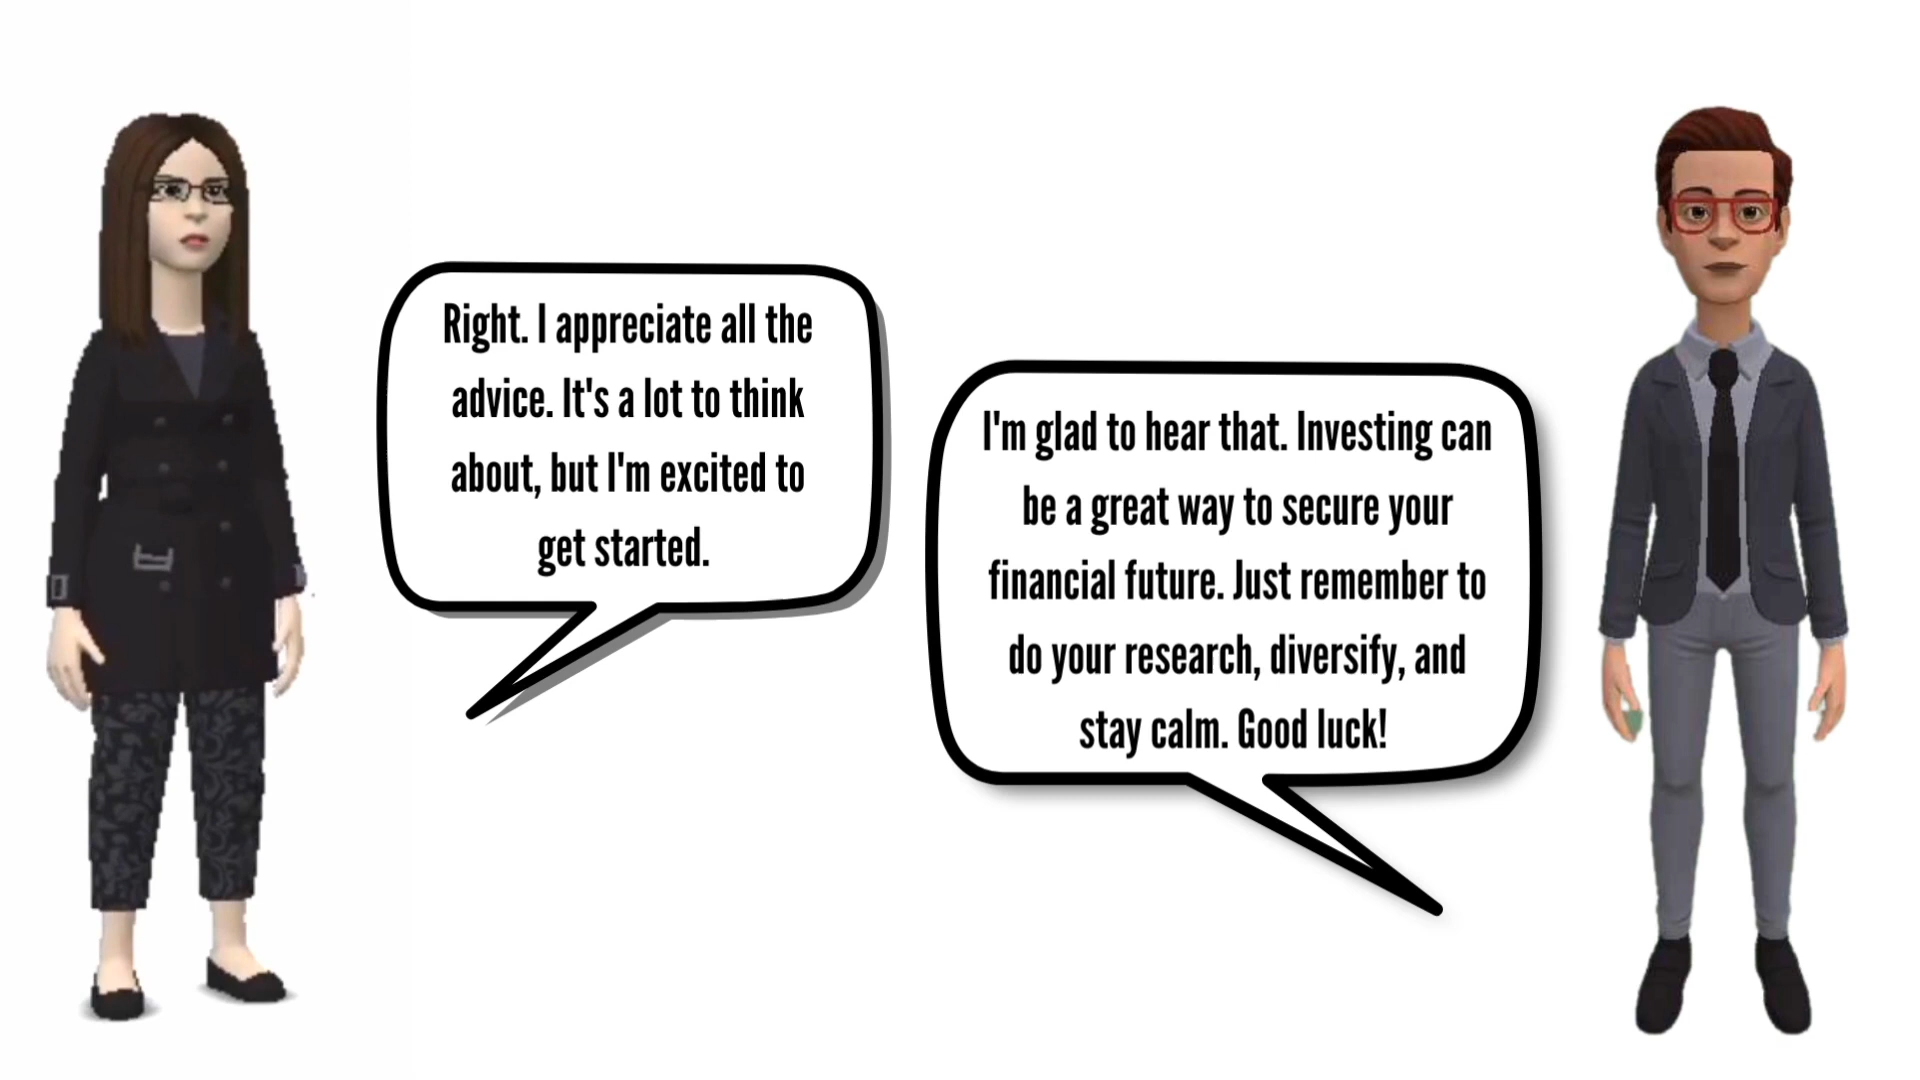 Right. I appreciate all the
advice. It's a lot to think
about, but I'm excited to
get started.
I'm glad to hear that. Investing can
be a great way to secure your
financial future. Just remember to
do your research, diversify, and
stay calm. Good luck!